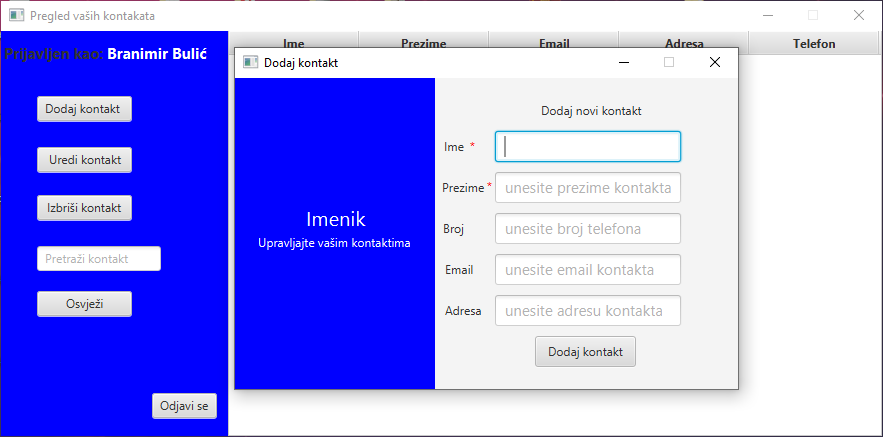 Pregled vaših kontakata
Ime Prezime Email Adresa Telefon
Prijavljen kao: Branimir Bulić
Dodaj kontakt
Uredi kontakt
Izbriši kontakt
Pretraži kontakt
Osvježi
Odjavi se
Dodaj kontakt
Imenik
Upravljajte vašim kontaktima
Dodaj novi kontakt
Ime *
Prezime * unesite prezime kontakta
Broj unesite broj telefona
Email unesite email kontakta
Adresa unesite adresu kontakta
Dodaj kontakt